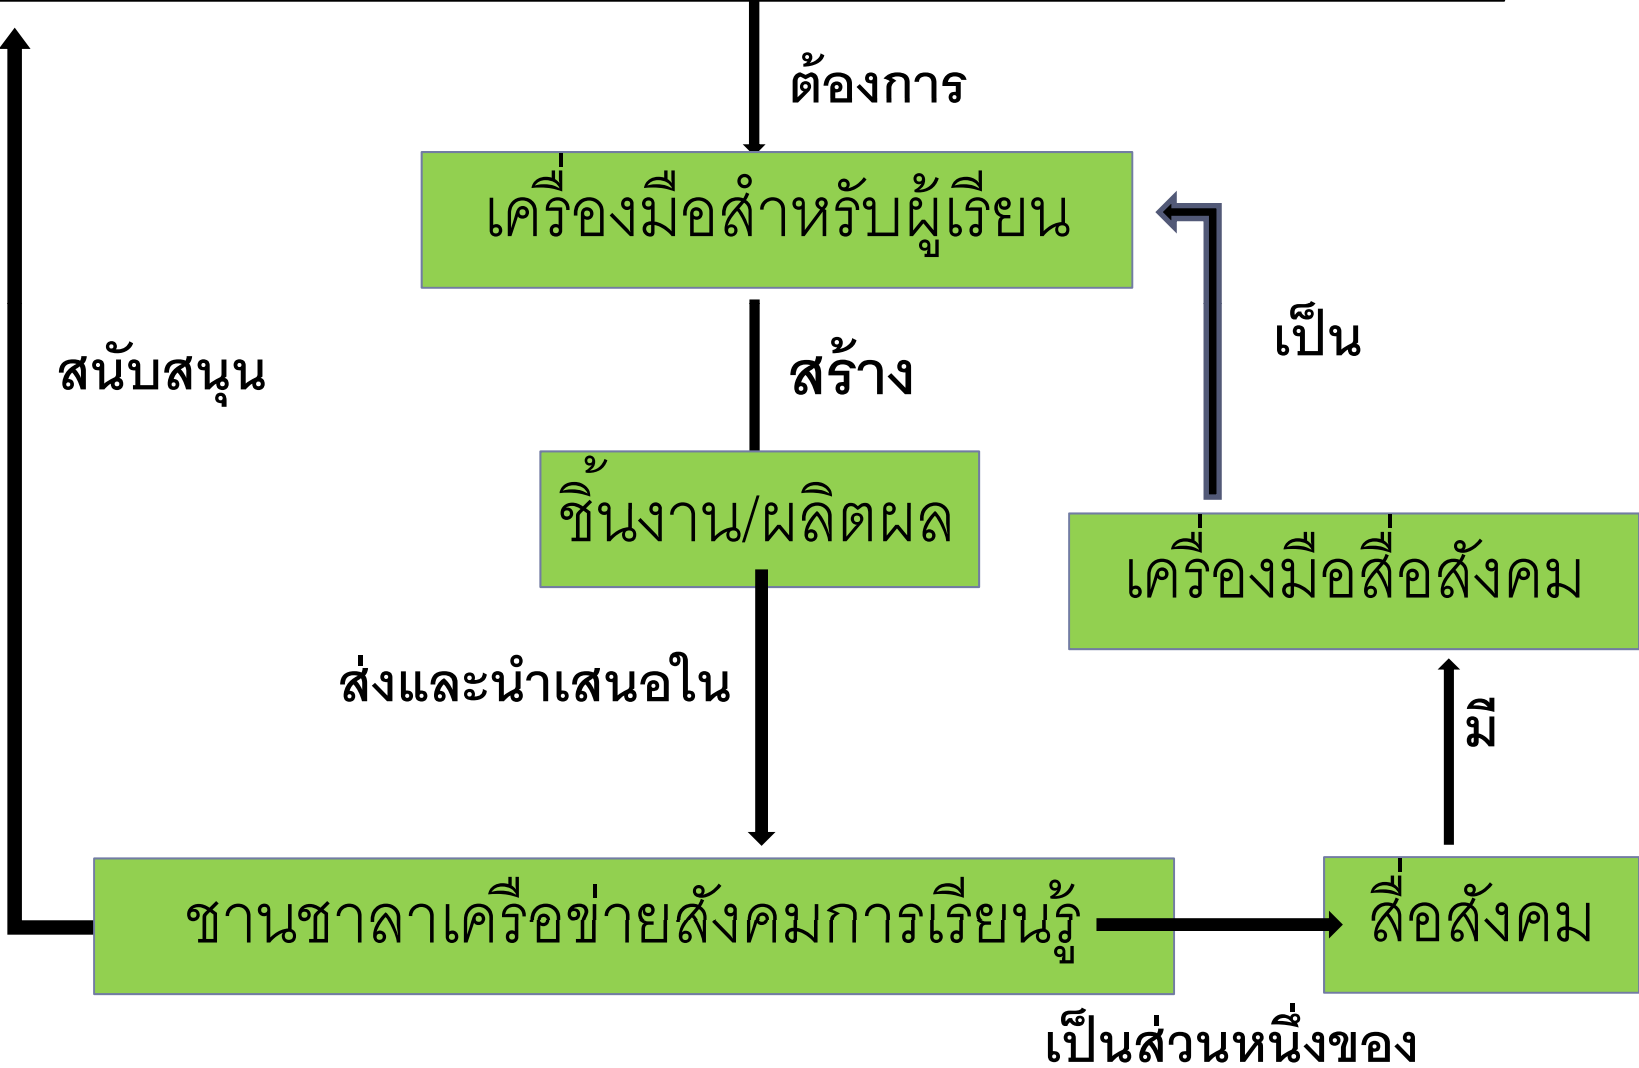 ต้องการ
เครื่องมือสำหรับผู้เรียน
เป็น
สนับสนุน
สร้าง
ชิ้นงาน/ผลิตผล
เครื่องมือสื่อสังคม
ส่งและนำเสนอใน
มี
ชานชาลาเครือข่ายสังคมการเรียนรู้
สื่อสังคม
เป็นส่วนหนึ่งของ